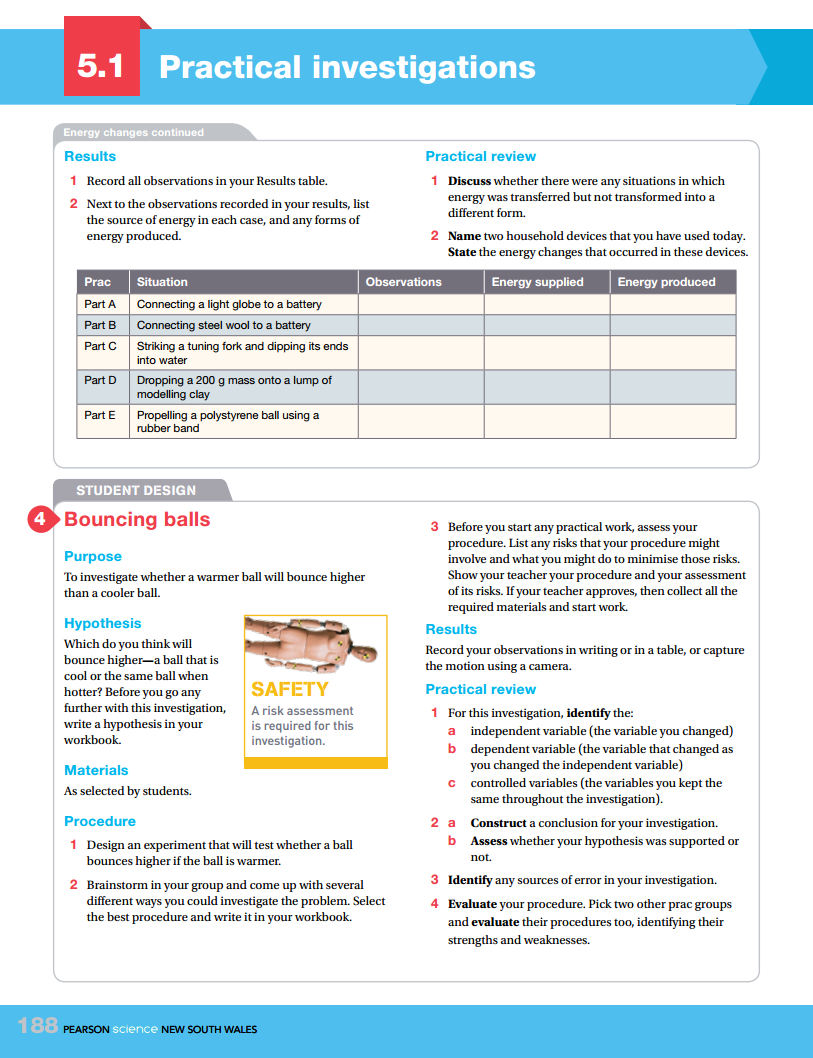 5.1 Practical investigations
Energy changes continued
Results
1 Record all observations in your Results table.
2 Next to the observations recorded in your results, list
the source of energy in each case, and any forms of
energy produced.
Practical review
1 Discuss whether there were any situations in which
energy was transferred but not transformed into a
different form.
2 Name two household devices that you have used today.
State the energy changes that occurred in these devices.
Prac Situation Observations Energy supplied Energy produced
Part A Connecting a light globe to a battery
Part B Connecting steel wool to a battery
Part C Striking a tuning fork and dipping its ends
into water
Part D Dropping a 200 g mass onto a lump of
modelling clay
Part E Propelling a polystyrene ball using a
rubber band
STUDENT DESIGN
4 Bouncing balls
Purpose
To investigate whether a warmer ball will bounce higher
than a cooler ball.
Hypothesis
Which do you think will
bounce higher—a ball that is
cool or the same ball when
hotter? Before you go any
further with this investigation,
write a hypothesis in your
workbook.
SAFETY
A risk assessment
is required for this
investigation.
Materials
As selected by students.
Procedure
1 Design an experiment that will test whether a ball
bounces higher if the ball is warmer.
2 Brainstorm in your group and come up with several
different ways you could investigate the problem. Select
the best procedure and write it in your workbook.
3 Before you start any practical work, assess your
procedure. List any risks that your procedure might
involve and what you might do to minimise those risks.
Show your teacher your procedure and your assessment
of its risks. If your teacher approves, then collect all the
required materials and start work.
Results
Record your observations in writing or in a table, or capture
the motion using a camera.
Practical review
1 For this investigation, identify the:
a independent variable (the variable you changed)
b dependent variable (the variable that changed as
you changed the independent variable)
c controlled variables (the variables you kept the
same throughout the investigation).
2 a Construct a conclusion for your investigation.
b Assess whether your hypothesis was supported or
not.
3 Identify any sources of error in your investigation.
4 Evaluate your procedure. Pick two other prac groups
and evaluate their procedures too, identifying their
strengths and weaknesses.
188 PEARSON science NEW SOUTH WALES